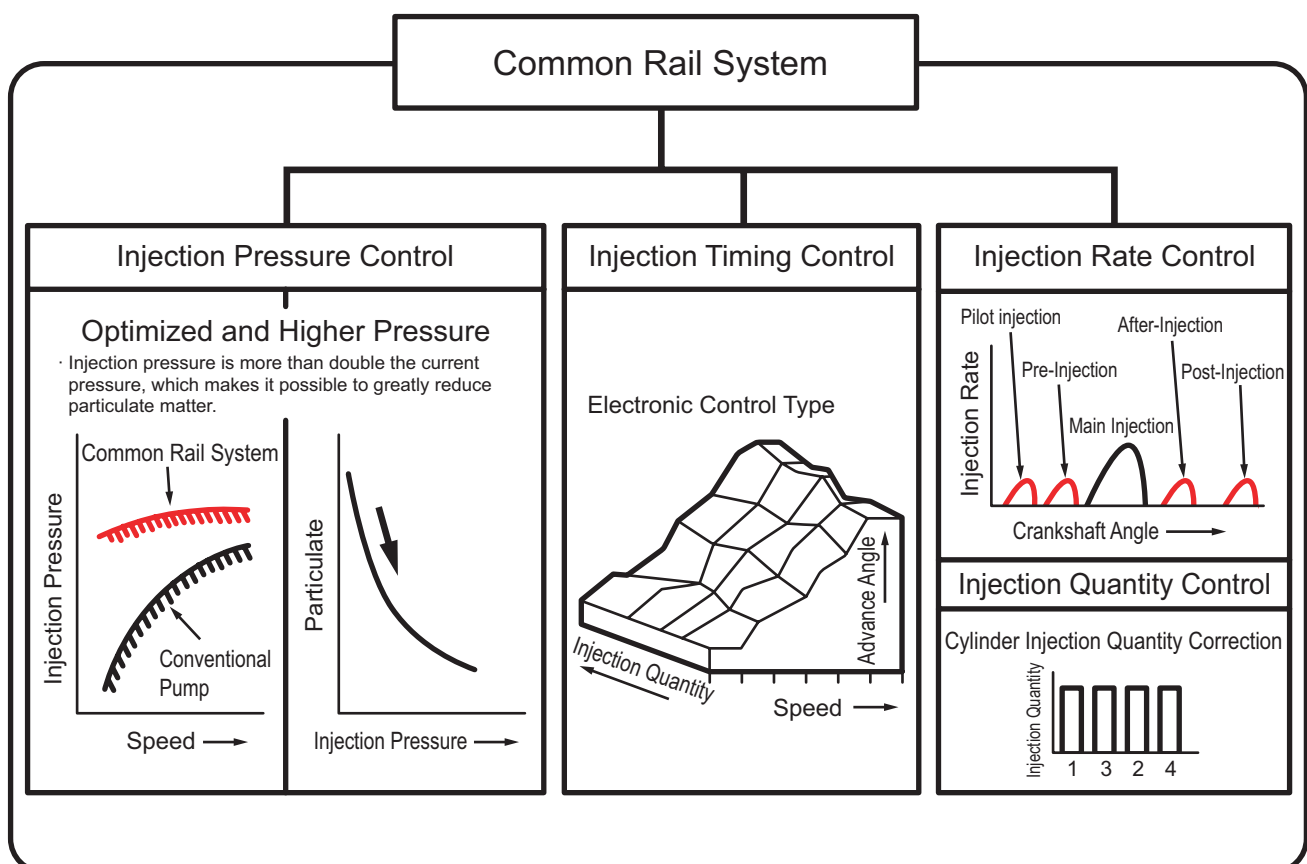 Common Rail System
Injection Pressure Control
Optimized and Higher Pressure
· Injection pressure is more than double the current
pressure, which makes it possible to greatly reduce
particulate matter.
Injection Pressure
Common Rail System
Conventional
Pump
Speed
Particulate
Injection Pressure
Injection Timing Control
Electronic Control Type
Advance Angle
Injection Quantity
Speed
Injection Rate Control
Pilot injection
After-Injection
Pre-Injection
Post-Injection
Main Injection
Injection Rate
Crankshaft Angle
Injection Quantity Control
Cylinder Injection Quantity Correction
Injection Quantity
1 3 2 4